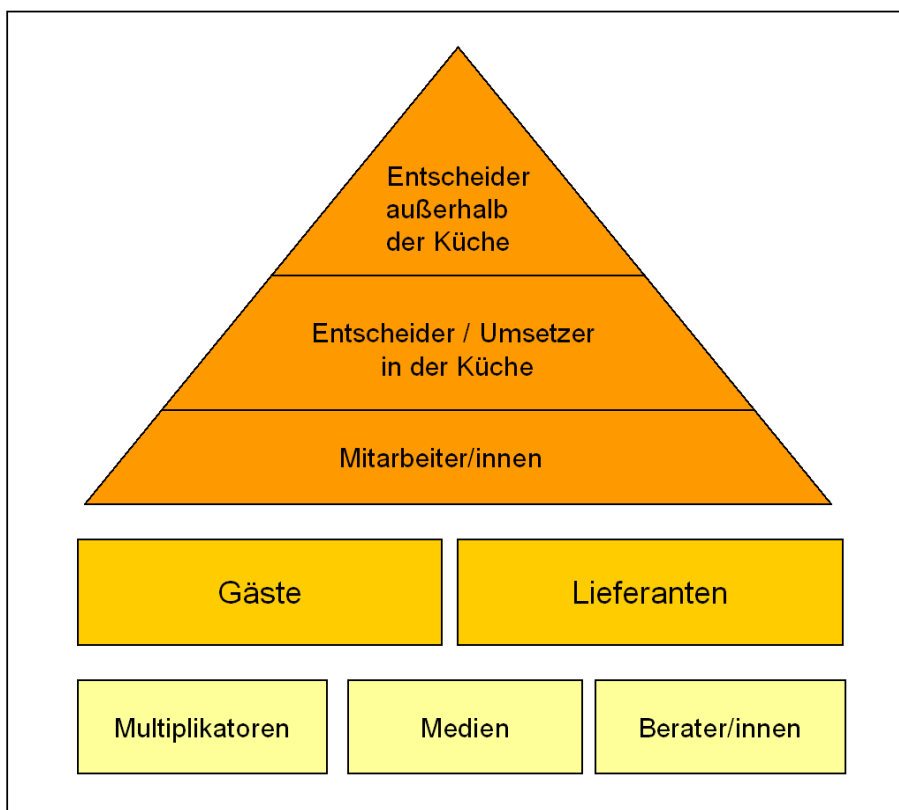 Entscheider
außerhalb
der Küche
Entscheider / Umsetzer
in der Küche
Mitarbeiter/innen
Gäste
Lieferanten
Multiplikatoren
Medien
Berater/innen